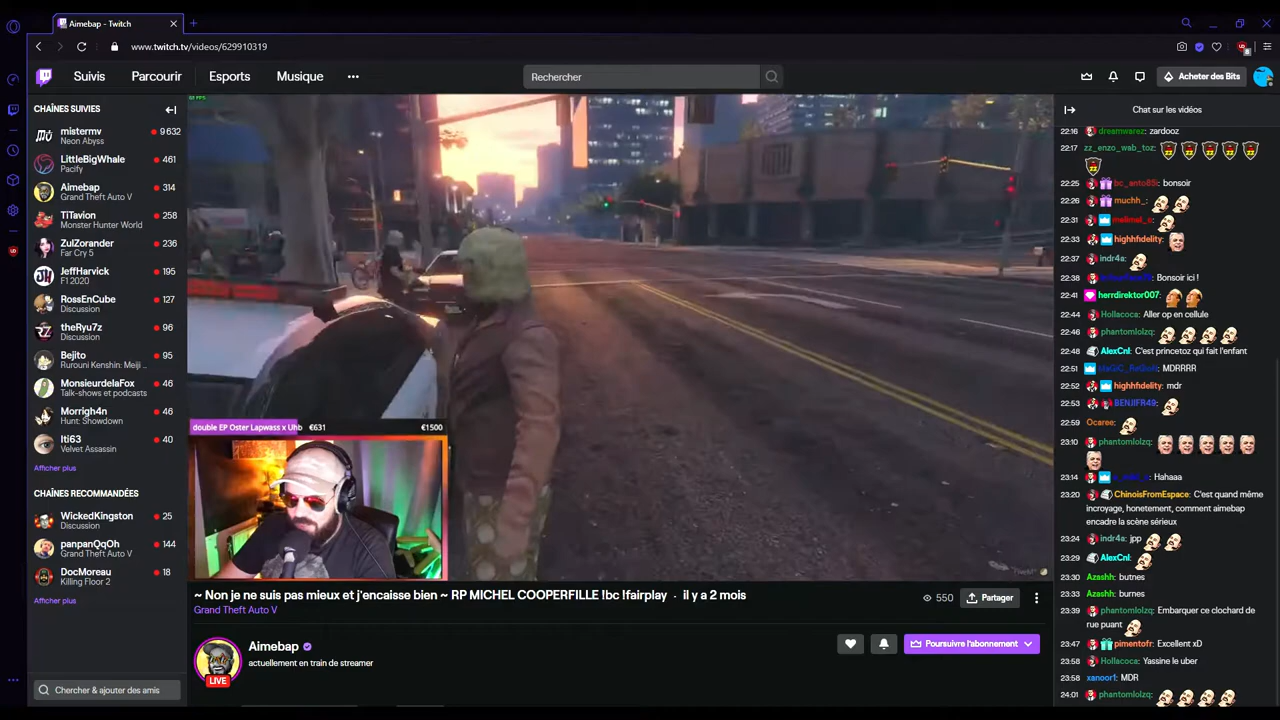 Aimebap - Twitch
www.twitch.tv/videos/629910319
Suivis
Parcourir
Esports
Musique
Rechercher
Acheter des Bits
CHAÎNES SUIVIES
mistermv
9 632
Neon Abyss
LittleBigWhale
461
Pacify
Aimebap
314
Grand Theft Auto V
TiTavion
258
Monster Hunter World
ZulZorander
236
Far Cry 5
JeffHarvick
195
F1 2020
RossEnCube
127
Discussion
theRyu7z
96
Discussion
Bejito
95
Rurouni Kenshin: Meiji ..
MonsieurdelaFox
46
Talk-shows et podcasts
Morrigh4n
46
Hunt: Showdown
Iti63
40
Velvet Assassin
Afficher plus
CHAÎNES RECOMMANDÉES
WickedKingston
25
Discussion
panpanQqOh
144
Grand Theft Auto V
DocMoreau
18
Killing Floor 2
Afficher plus
Chercher & ajouter des amis
double EP Oster Lapwass x Uhb
€631
€1500
~ Non je ne suis pas mieux et j'encaisse bien ~ RP MICHEL COOPERFILLE !bc !fairplay · il y a 2 mois
Grand Theft Auto V
550
Partager
Aimebap
actuellement en train de streamer
LIVE
Poursuivre l'abonnement
Chat sur les vidéos
22:16 dreamwarez: zardooz
22:17 zz_enzo_wab_toz:
22:25 bc_anto85: bonsoir
22:26 muchh_:
22:31
22:33 highhfidelity:
22:37 indr4a:
22:38 Bonsoir ici !
22:41 herrdirektor007:
22:44 Hollacoca: Aller op en cellule
22:46 phantomlolzq:
22:48 AlexCnl: C'est princetoz qui fait l'enfant
22:51 MDRRRR
22:52 highhfidelity: mdr
22:53 BENJIFR49:
22:59 Ocaree:
23:10 phantomlolzq:
23:14 Hahaaa
23:20 ChinoisFromEspace: C'est quand même
incroyage, honetement, comment aimebap
encadre la scène sérieux
23:24 indr4a: jpp
23:29 AlexCnl:
23:30 Azashh: butnes
23:33 Azashh: burnes
23:39 phantomlolzq: Embarquer ce clochard de
rue puant
23:47 pimentofr: Excellent xD
23:58 Hollacoca: Yassine le uber
23:58 xanoor1: MDR
24:01 phantomlolzq: